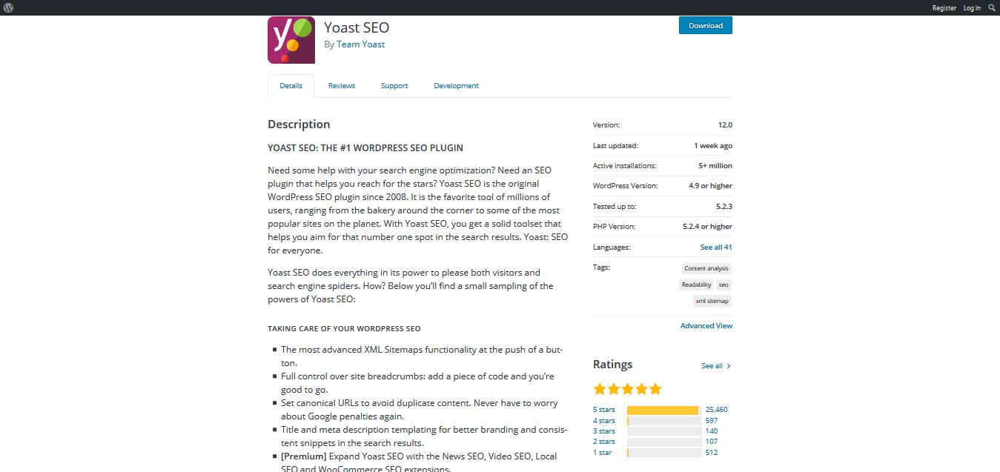 Register Log In
y
Yoast SEO
Download
By Team Yoast
Details Reviews Support Development
Description
YOAST SEO: THE #1 WORDPRESS SEO PLUGIN
Need some help with your search engine optimization? Need an SEO
plugin that helps you reach for the stars? Yoast SEO is the original
WordPress SEO plugin since 2008. It is the favorite tool of millions of
users, ranging from the bakery around the corner to some of the most
popular sites on the planet. With Yoast SEO, you get a solid toolset that
helps you aim for that number one spot in the search results. Yoast: SEO
for everyone.
Yoast SEO does everything in its power to please both visitors and
search engine spiders. How? Below you’ll find a small sampling of the
powers of Yoast SEO:
TAKING CARE OF YOUR WORDPRESS SEO
The most advanced XML Sitemaps functionality at the push of a but-
ton.
Full control over site breadcrumbs: add a piece of code and you’re
good to go.
Set canonical URLs to avoid duplicate content. Never have to worry
about Google penalties again.
Title and meta description templating for better branding and consis-
tent snippets in the search results.
[Premium] Expand Yoast SEO with the News SEO, Video SEO, Local
SEO and WooCommerce SEO extensions.
Version: 12.0
Last updated: 1 week ago
Active installations: 5+ million
WordPress Version: 4.9 or higher
Tested up to: 5.2.3
PHP Version: 5.2.4 or higher
Languages: See all 41
Tags: Content analysis
Readability seo
xml sitemap
Advanced View
Ratings See all
5 stars 25,460
4 stars 597
3 stars 140
2 stars 107
1 star 512